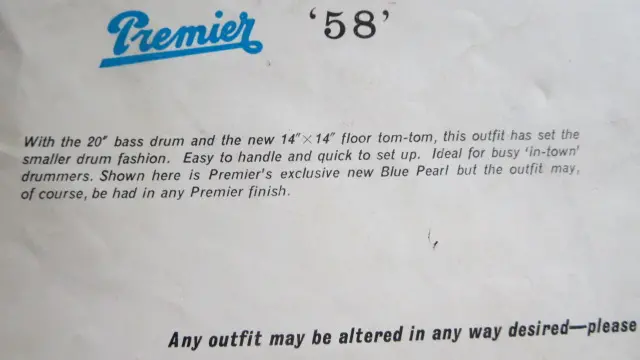 Premier '58'
With the 20" bass drum and the new 14"×14" floor tom-tom, this outfit has set the
smaller drum fashion. Easy to handle and quick to set up. Ideal for busy 'in-town'
drummers. Shown here is Premier's exclusive new Blue Pearl but the outfit may,
of course, be had in any Premier finish.
Any outfit may be altered in any way desired—please